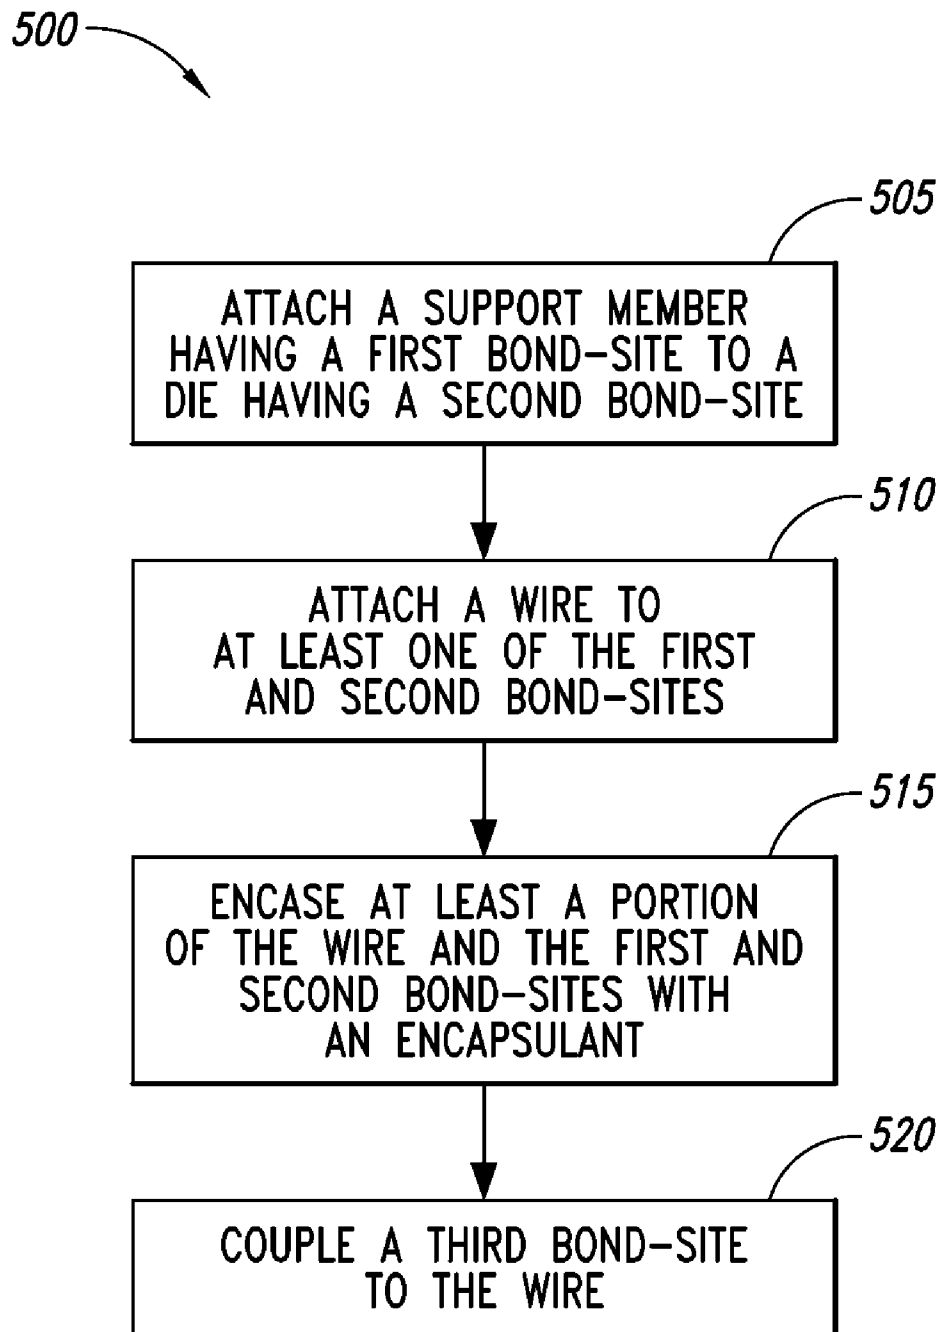 500
505
ATTACH A SUPPORT MEMBER
HAVING A FIRST BOND-SITE TO A
DIE HAVING A SECOND BOND-SITE
510
ATTACH A WIRE TO
AT LEAST ONE OF THE FIRST
AND SECOND BOND-SITES
515
ENCASE AT LEAST A PORTION
OF THE WIRE AND THE FIRST AND
SECOND BOND-SITES WITH
AN ENCAPSULANT
520
COUPLE A THIRD BOND-SITE
TO THE WIRE